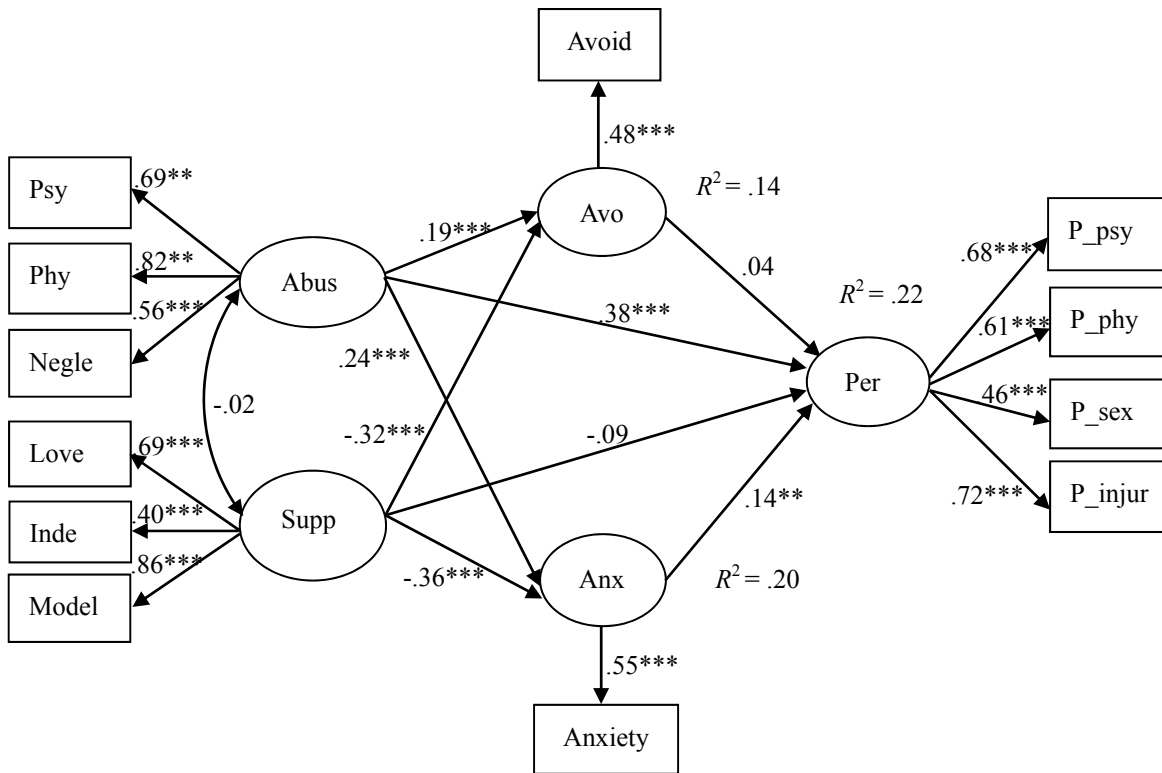 Avoid
.48***
Psy
.69**
Avo
R² = .14
P_psy
.68***
.19***
Phy
.82**
Abus
.04
R² = .22
P_phy
.61***
.56***
.38***
Negle
.24***
Per
-.02
.46***
P_sex
Love
.69***
-.32***
-.09
P_injur
.72***
Inde
.40***
Supp
.14**
.86***
Model
-.36***
Anx
R² = .20
.55***
Anxiety